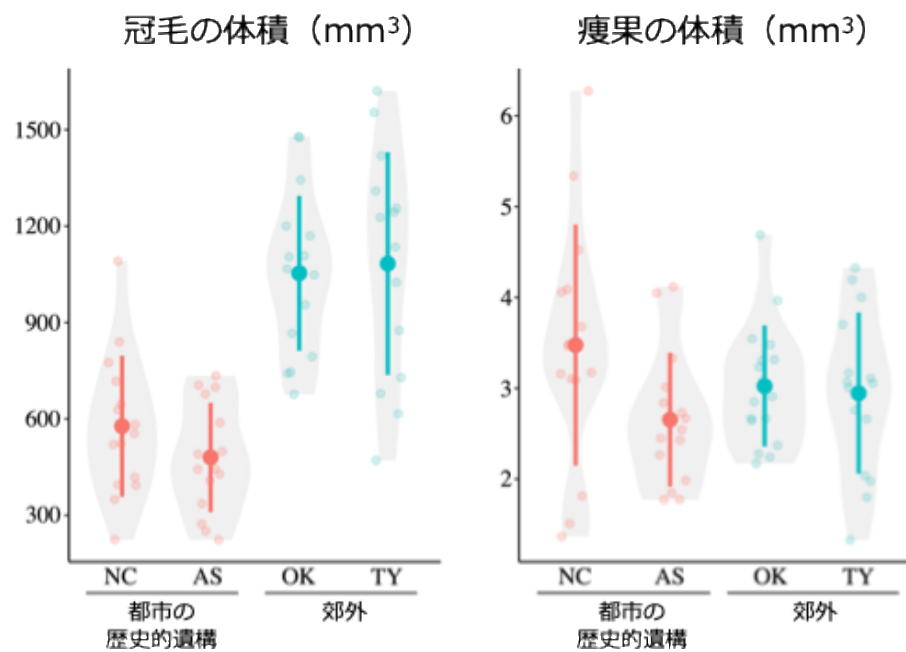 冠毛の体積（mm³）
1500
1200
900
600
300
NC AS OK TY
都市の
歴史的遺構
郊外
痩果の体積（mm³）
6
5
4
3
2
NC AS OK TY
都市の
歴史的遺構
郊外